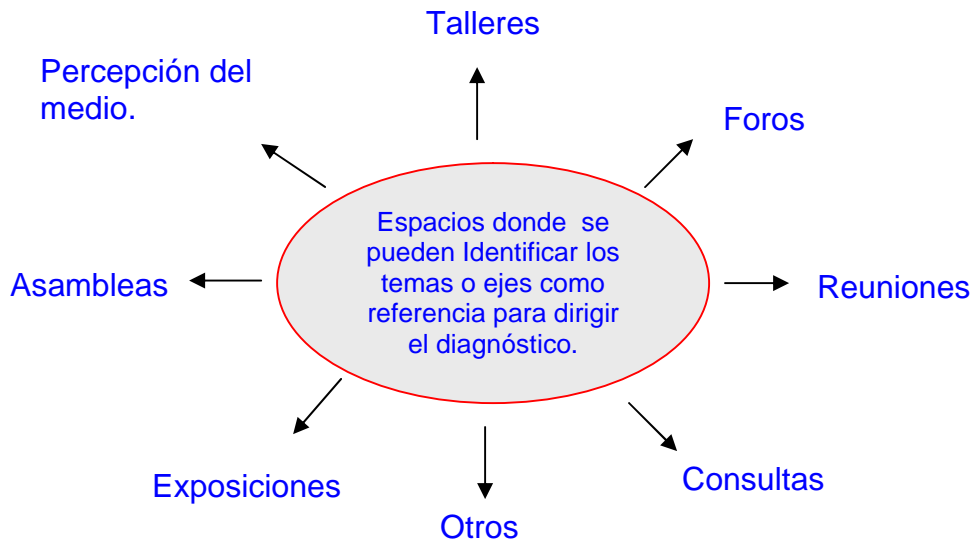 Talleres
Percepción del
medio.
Foros
Espacios donde se
pueden Identificar los
temas o ejes como
referencia para dirigir
el diagnóstico.
Asambleas
Reuniones
Exposiciones
Consultas
Otros